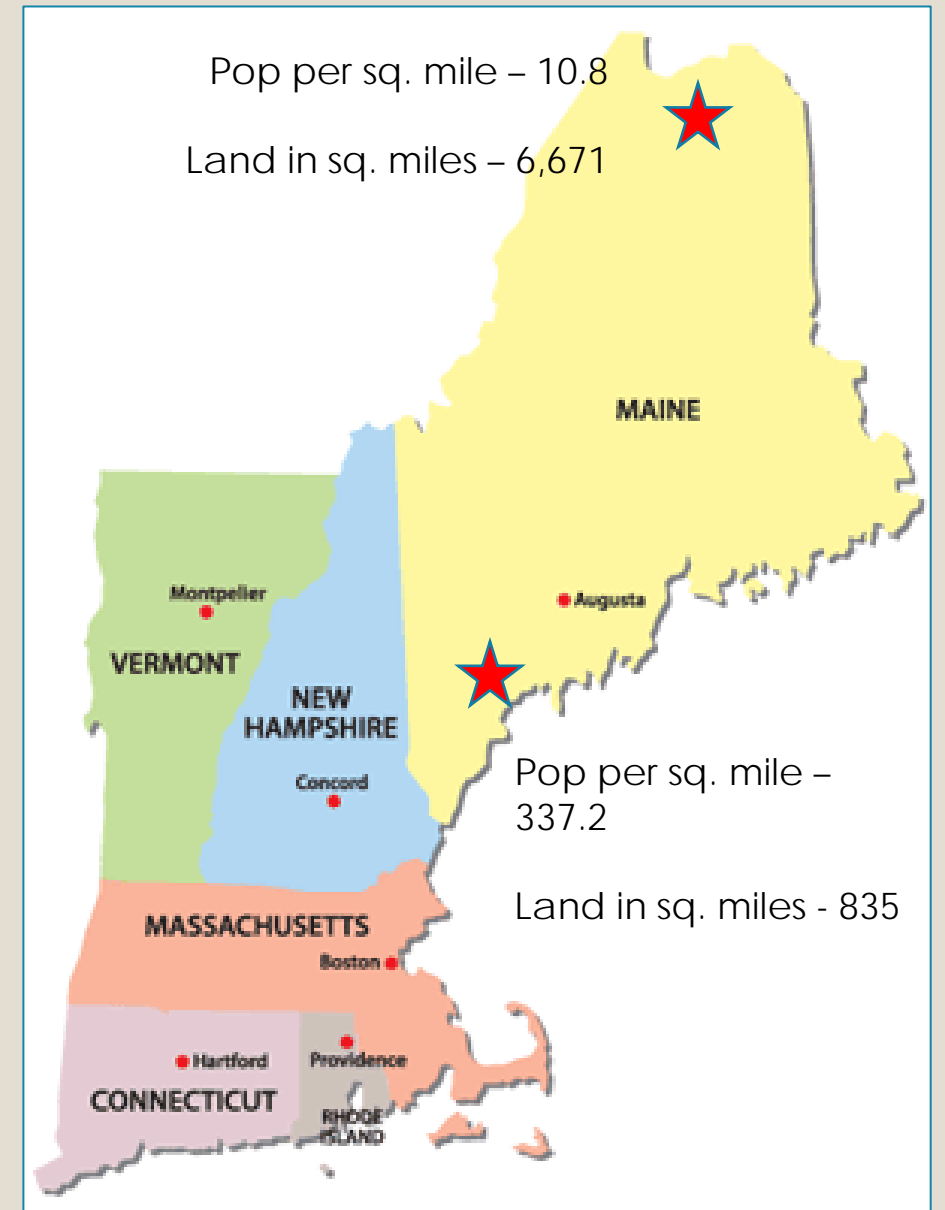 Pop per sq. mile – 10.8
Land in sq. miles – 6,671
MAINE
Montpelier
Augusta
VERMONT
NEW
HAMPSHIRE
Concord
Pop per sq. mile –
337.2
Land in sq. miles - 835
MASSACHUSETTS
Boston
Hartford
Providence
CONNECTICUT
RHODE
ISLAND